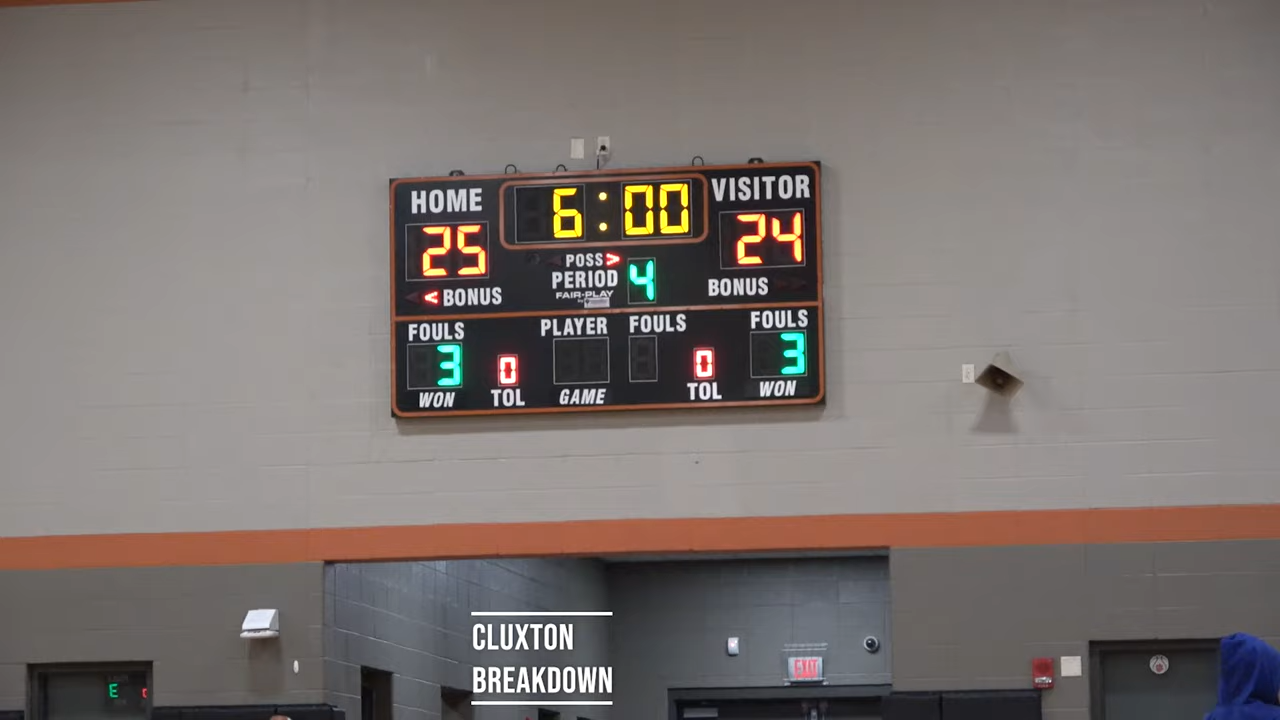 HOME 6:00 VISITOR
25 24
POSS >
PERIOD 4
FAIR-PLAY
< BONUS BONUS
FOULS PLAYER FOULS FOULS
3 0 0 3
WON TOL GAME TOL WON
CLUXTON
BREAKDOWN
EXIT
E